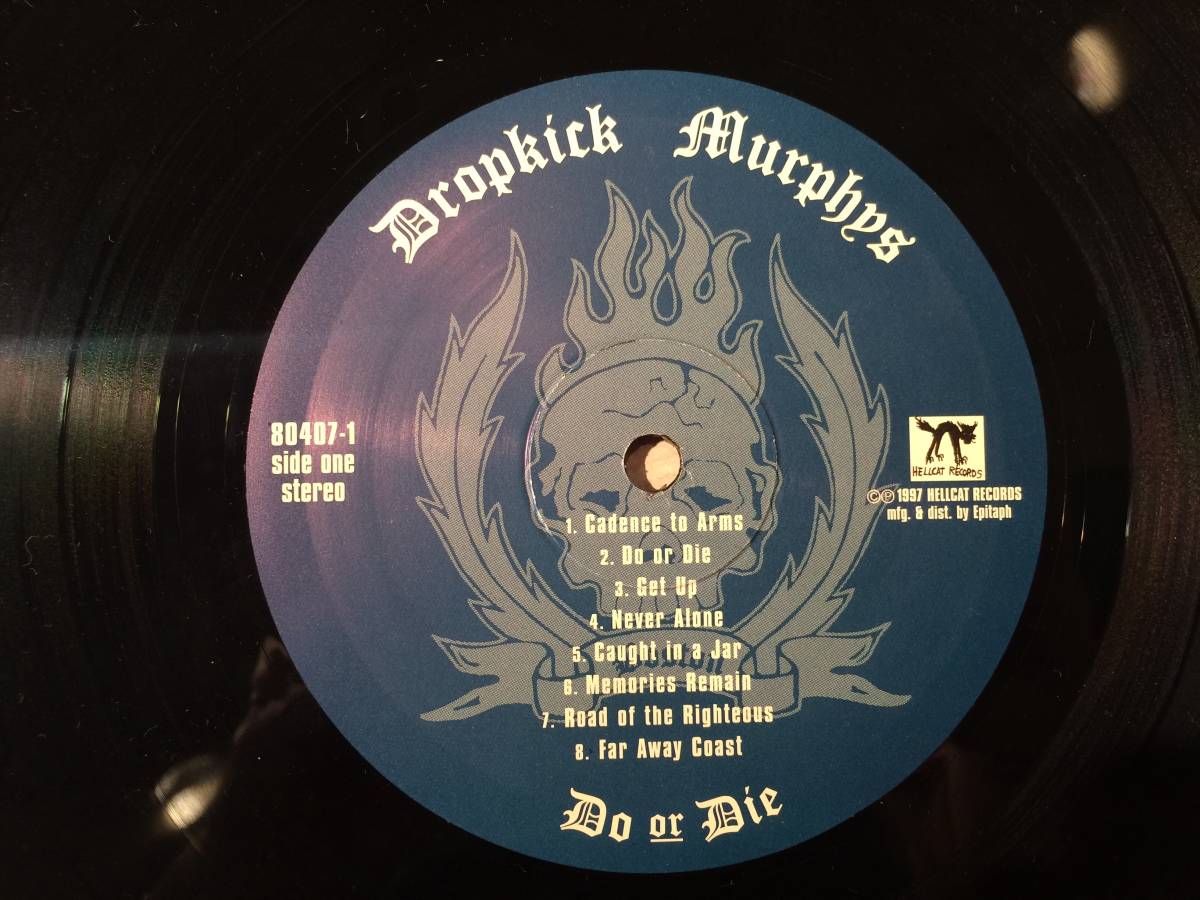 Dropkick Murphys
80407-1
side one
stereo
HELLCAT RECORDS
©℗ 1997 HELLCAT RECORDS
mfg. & dist. by Epitaph
1. Cadence to Arms
2. Do or Die
3. Get Up
4. Never Alone
5. Caught in a Jar
6. Memories Remain
7. Road of the Righteous
8. Far Away Coast
Do or Die